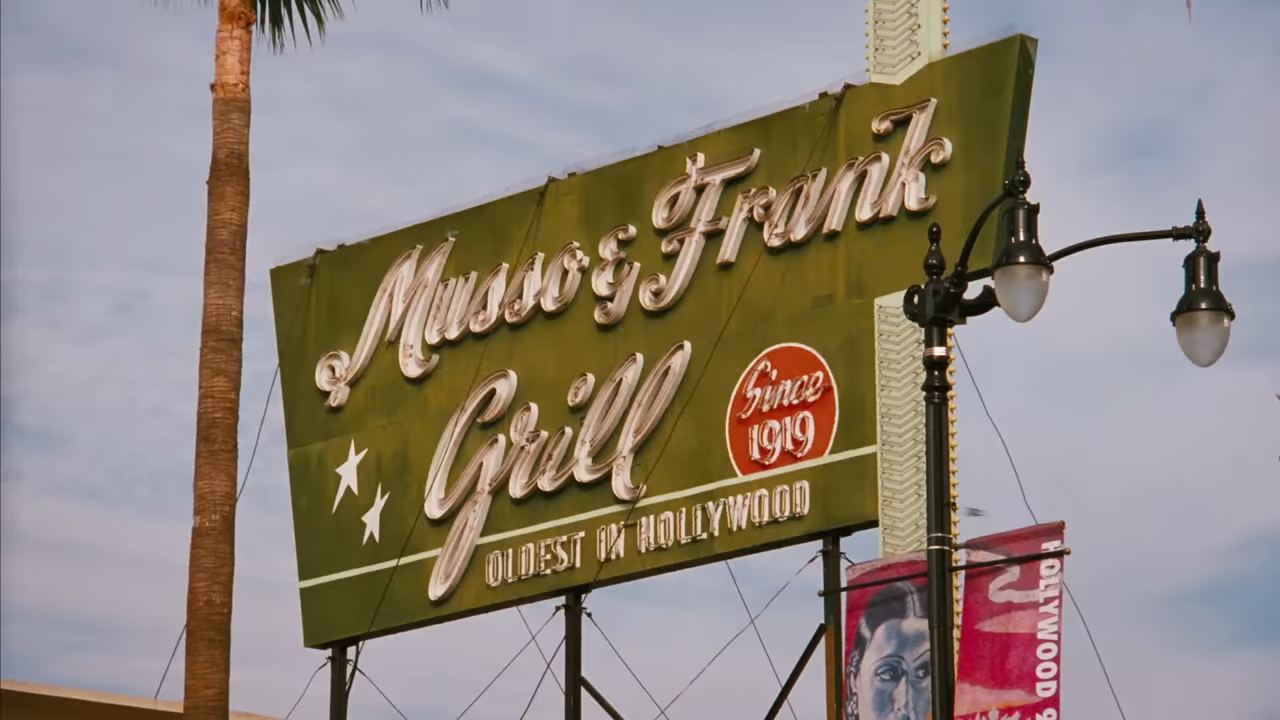 Musso & Frank
Grill
Since
1919
OLDEST IN HOLLYWOOD
HOLLYWOOD